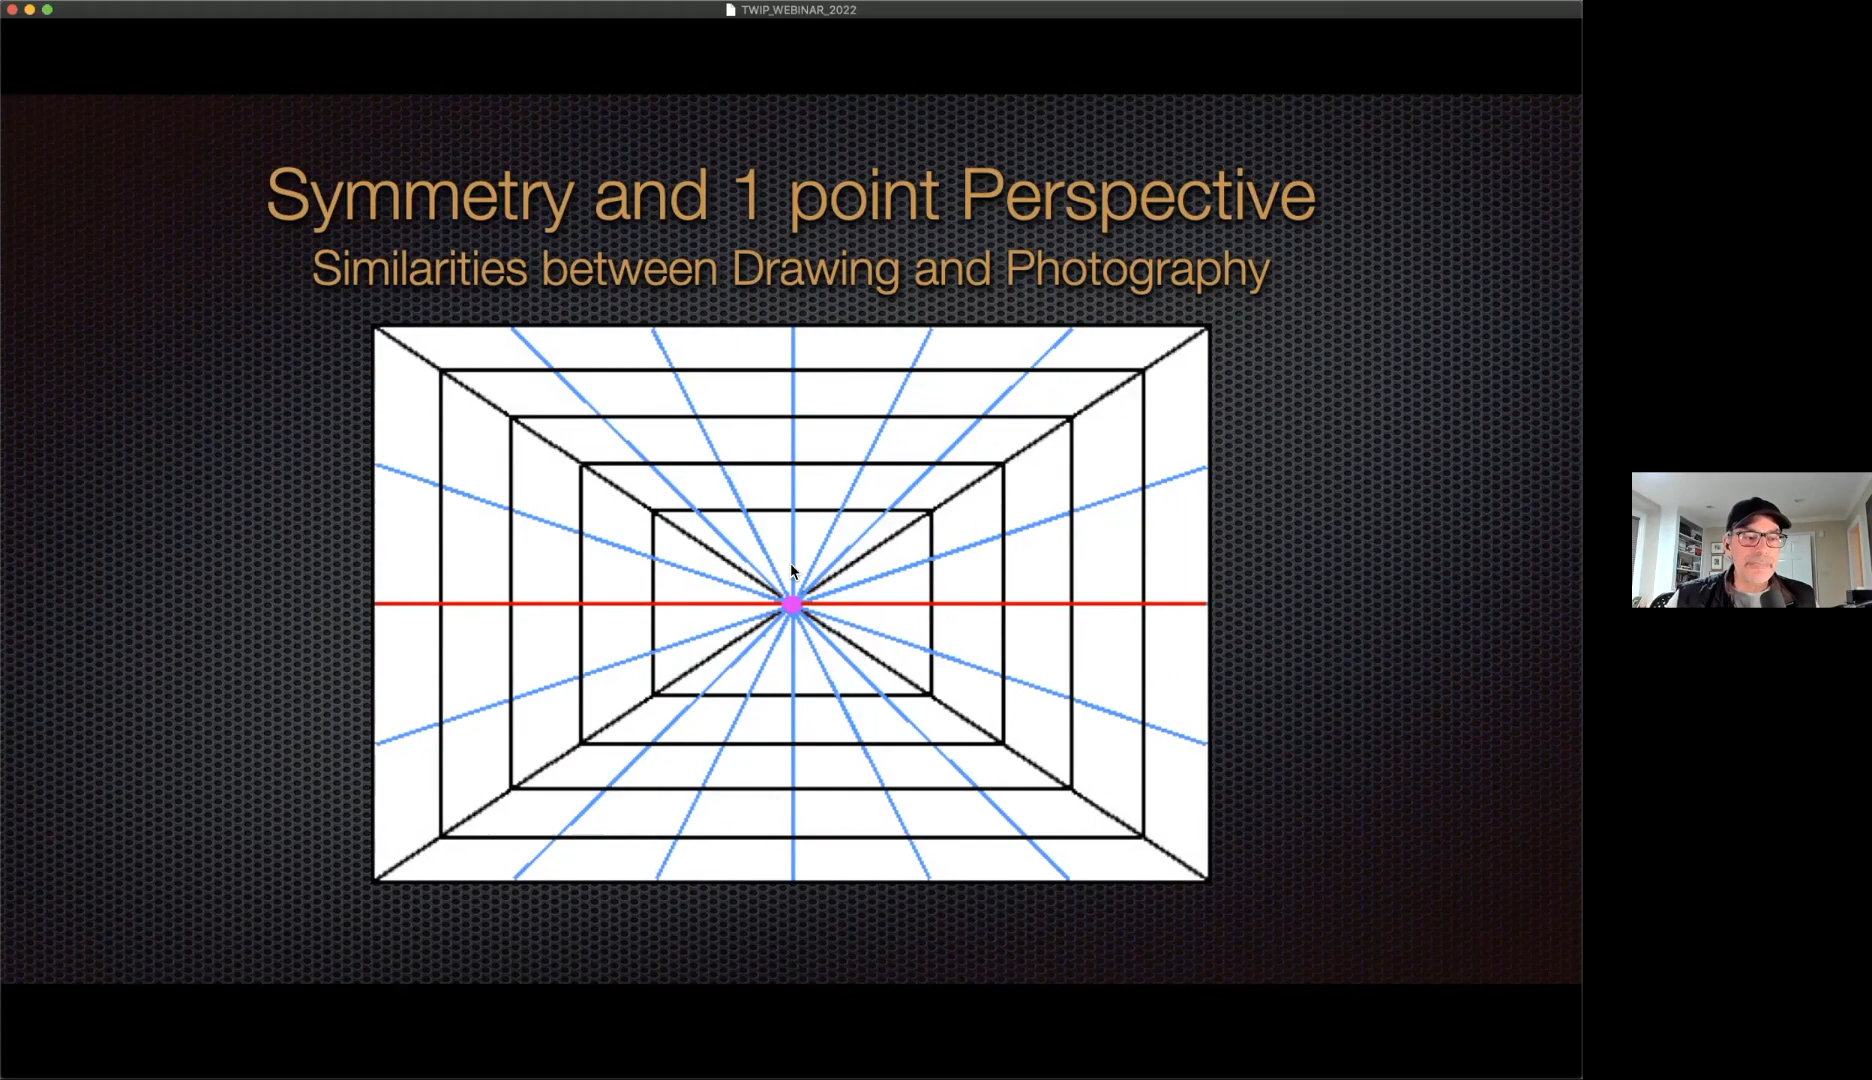 TWIP_WEBINAR_2022
Symmetry and 1 point Perspective
Similarities between Drawing and Photography